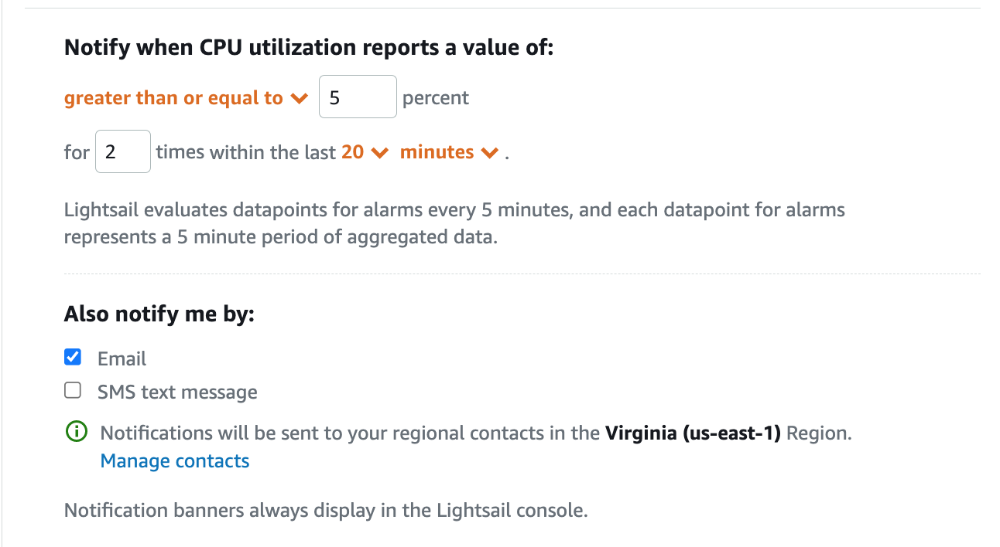 Notify when CPU utilization reports a value of:
greater than or equal to 5 percent
for 2 times within the last 20 minutes .
Lightsail evaluates datapoints for alarms every 5 minutes, and each datapoint for alarms
represents a 5 minute period of aggregated data.
Also notify me by:
Email
SMS text message
Notifications will be sent to your regional contacts in the Virginia (us-east-1) Region.
Manage contacts
Notification banners always display in the Lightsail console.